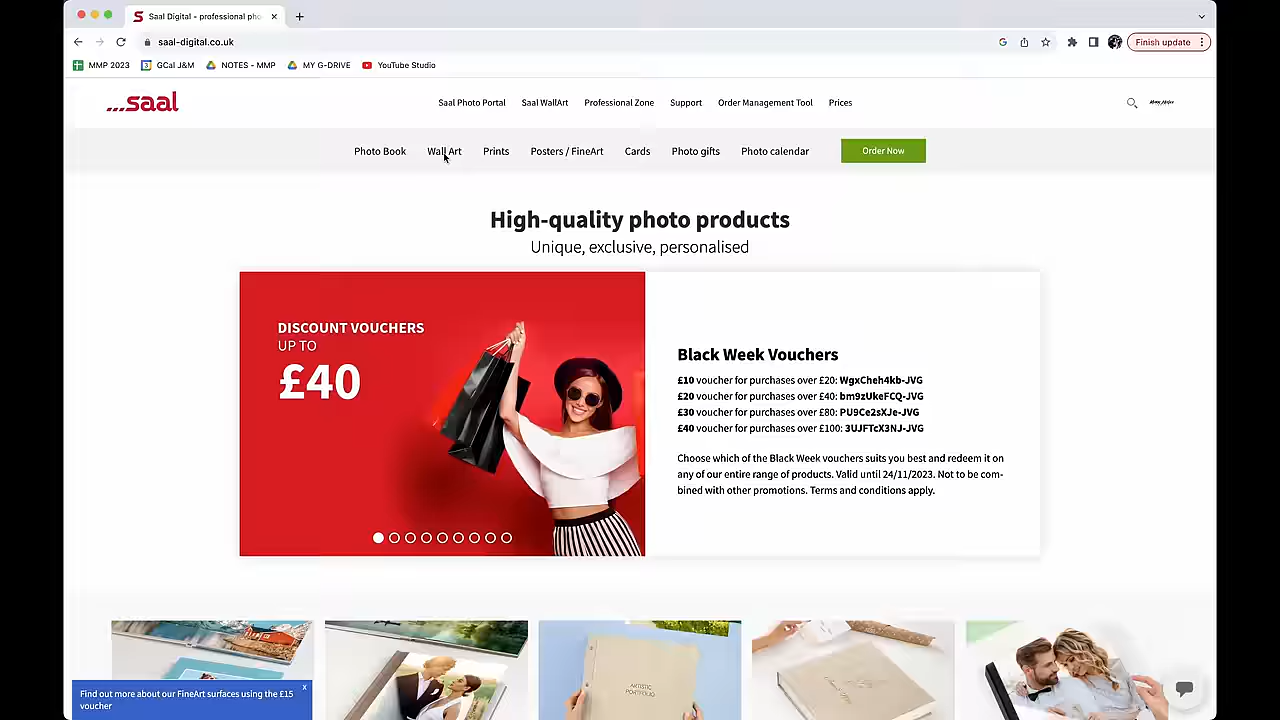 Saal Digital - professional pho
saal-digital.co.uk
Finish update
MMP 2023
GCal J&M
NOTES - MMP
MY G-DRIVE
YouTube Studio
...saal
Saal Photo Portal
Saal WallArt
Professional Zone
Support
Order Management Tool
Prices
Photo Book
Wall Art
Prints
Posters / FineArt
Cards
Photo gifts
Photo calendar
Order Now
High-quality photo products
Unique, exclusive, personalised
DISCOUNT VOUCHERS
UP TO
£40
Black Week Vouchers
£10 voucher for purchases over £20: WgxCheh4kb-JVG
£20 voucher for purchases over £40: bm9zUkeFCQ-JVG
£30 voucher for purchases over £80: PU9Ce2sXJe-JVG
£40 voucher for purchases over £100: 3UJFTcX3NJ-JVG
Choose which of the Black Week vouchers suits you best and redeem it on
any of our entire range of products. Valid until 24/11/2023. Not to be com-
bined with other promotions. Terms and conditions apply.
ARTISTIC
PORTFOLIO
Find out more about our FineArt surfaces using the £15
voucher
x